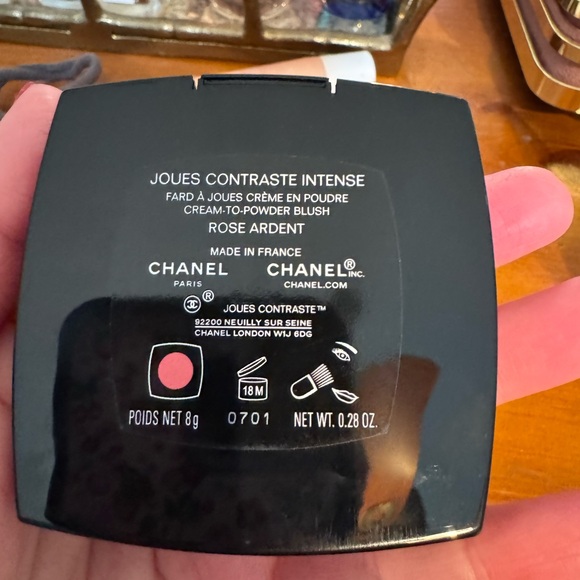 JOUES CONTRASTE INTENSE
FARD À JOUES CRÈME EN POUDRE
CREAM-TO-POWDER BLUSH
ROSE ARDENT
MADE IN FRANCE
CHANEL CHANEL® INC.
PARIS CHANEL.COM
® JOUES CONTRASTE™
92200 NEUILLY SUR SEINE
CHANEL LONDON W1J 6DG
18 M
POIDS NET 8g 0701 NET WT. 0.28 OZ.